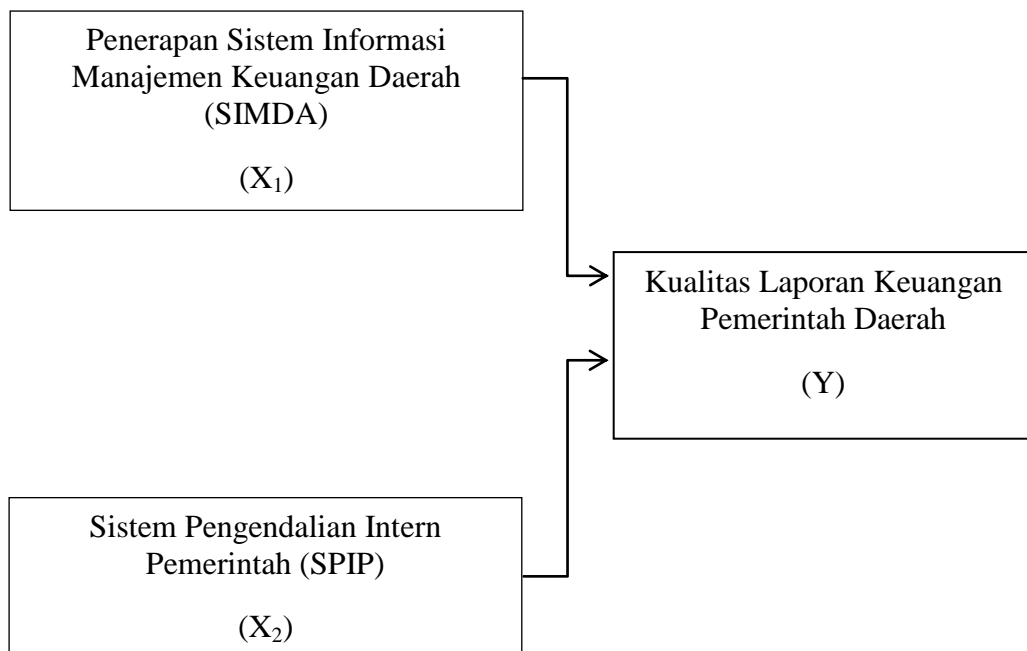 Penerapan Sistem Informasi
Manajemen Keuangan Daerah
(SIMDA)
(X₁)
Kualitas Laporan Keuangan
Pemerintah Daerah
(Y)
Sistem Pengendalian Intern
Pemerintah (SPIP)
(X₂)